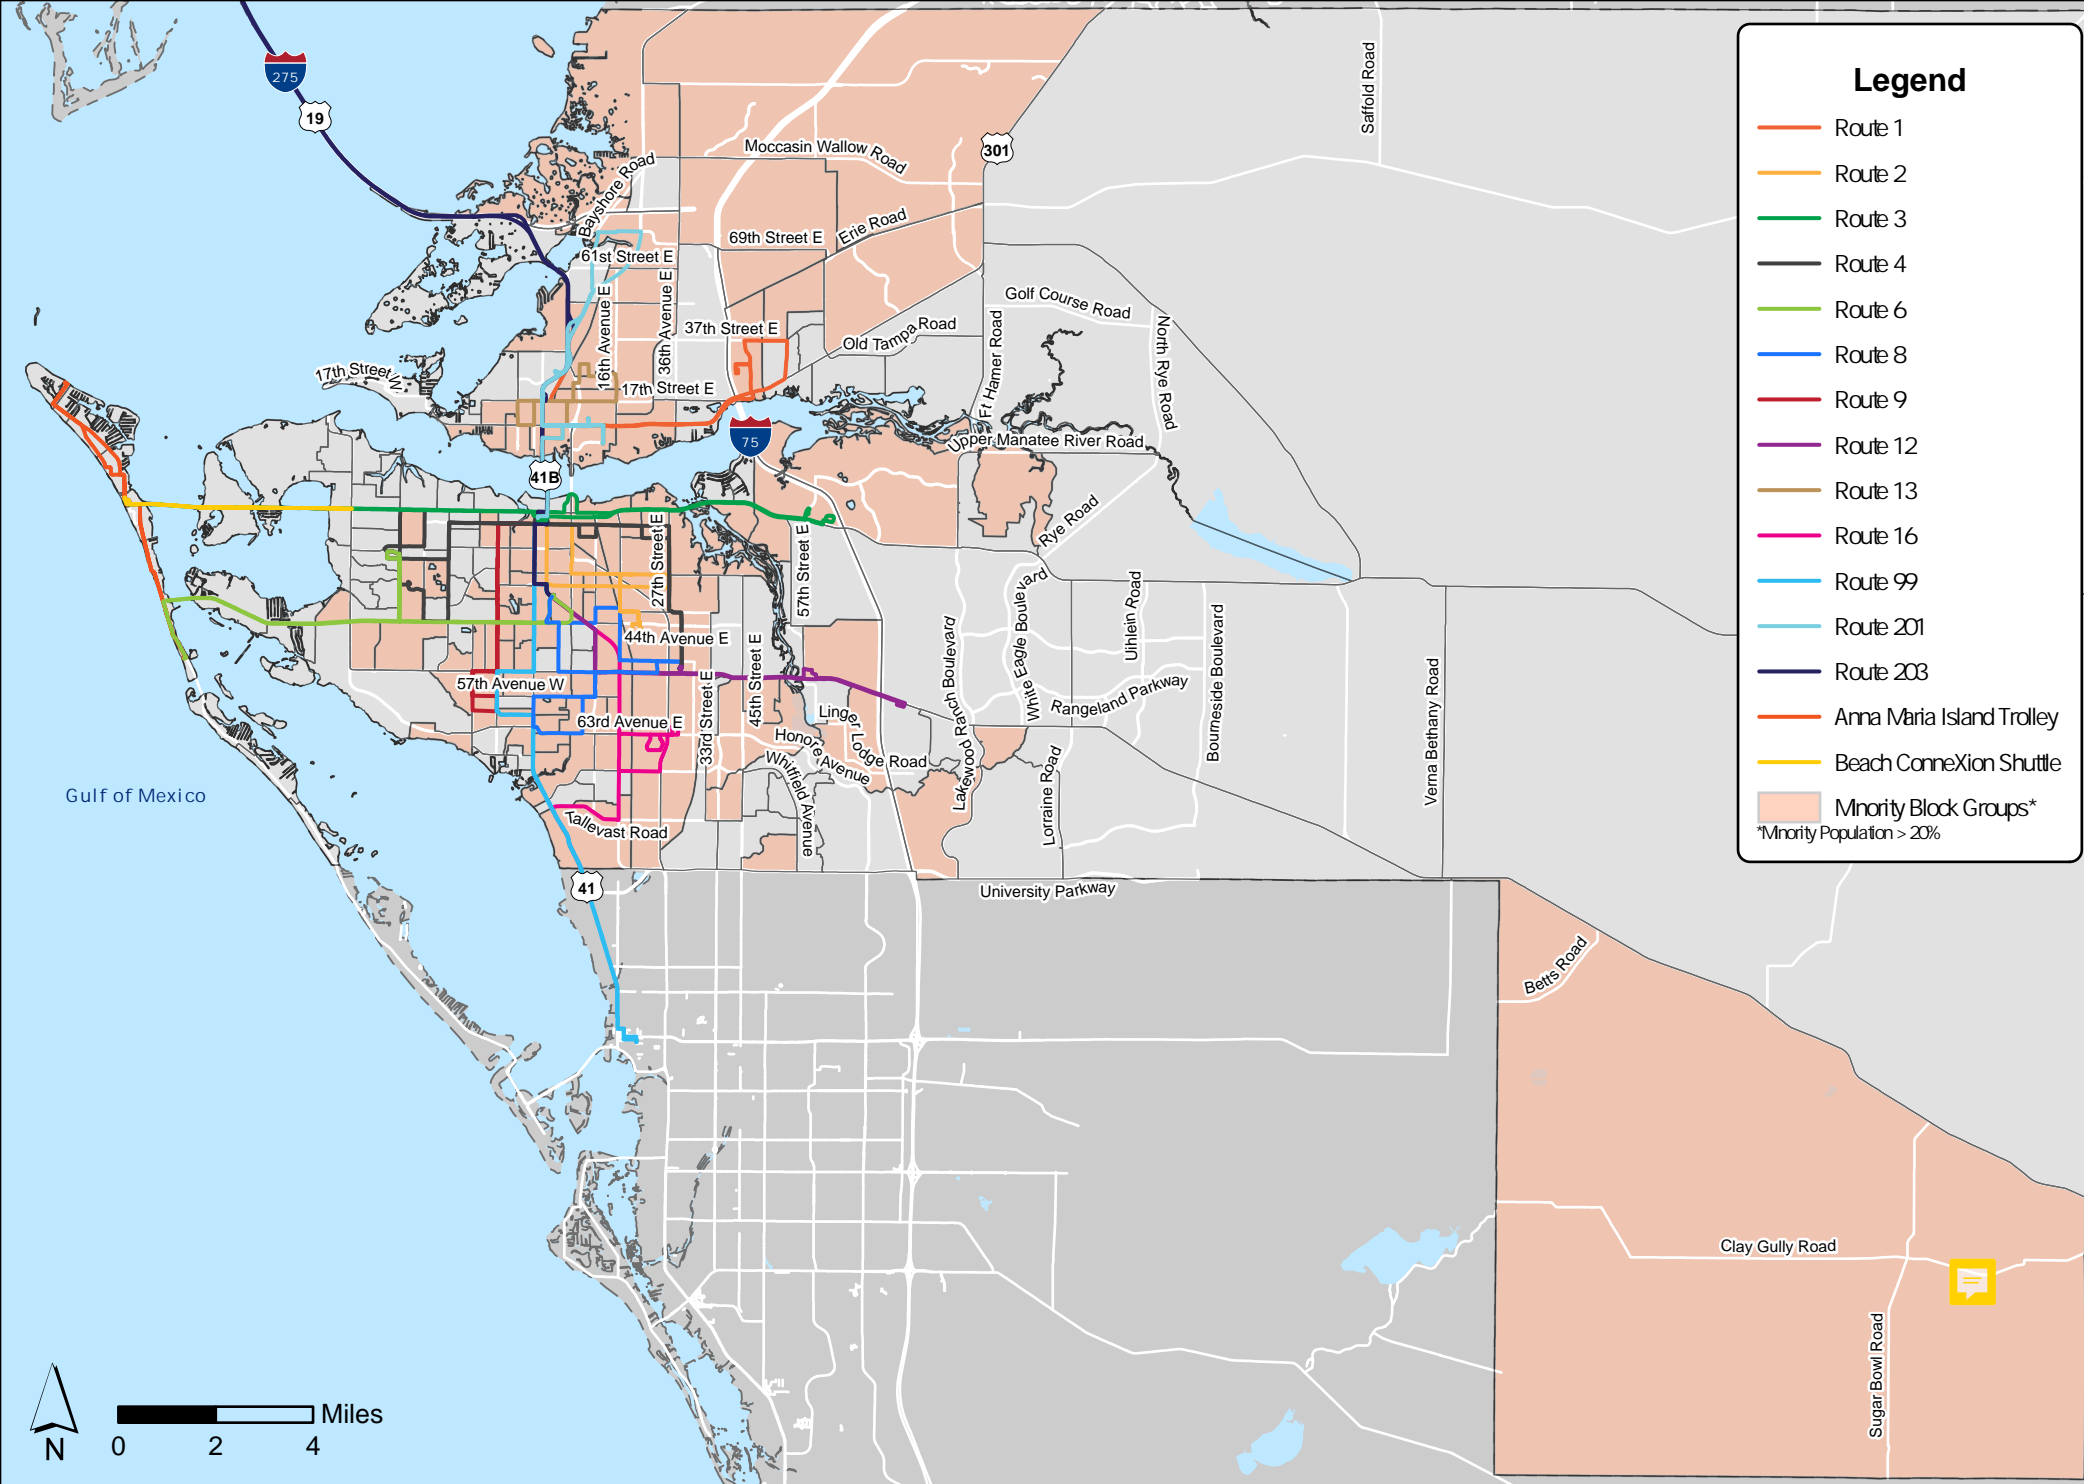 Legend
Route 1
Route 2
Route 3
Route 4
Route 6
Route 8
Route 9
Route 12
Route 13
Route 16
Route 99
Route 201
Route 203
Anna Maria Island Trolley
Beach ConneXion Shuttle
Minority Block Groups*
*Minority Population > 20%
275
19
301
Saffold Road
Moccasin Wallow Road
Bayshore Road
Erie Road
69th Street E
61st Street E
16th Avenue E
36th Avenue E
37th Street E
Golf Course Road
Old Tampa Road
Ft Hamer Road
North Rye Road
17th Street W
17th Street E
75
Upper Manatee River Road
41B
Rye Road
27th Street E
57th Street E
44th Avenue E
45th Street E
33rd Street E
57th Avenue W
63rd Avenue E
Linger Lodge Road
Honore Avenue
Whitfield Avenue
Tallevast Road
Lakewood Ranch Boulevard
White Eagle Boulevard
Uihlein Road
Bourneside Boulevard
Rangeland Parkway
Lorraine Road
Verna Bethany Road
Gulf of Mexico
41
University Parkway
Betts Road
Clay Gully Road
Sugar Bowl Road
N
Miles
0 2 4